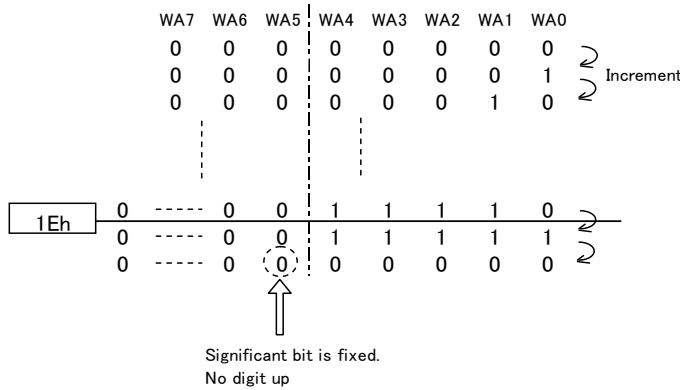 WA7 WA6 WA5 WA4 WA3 WA2 WA1 WA0
0 0 0 0 0 0 0 0
0 0 0 0 0 0 0 1 Increment
0 0 0 0 0 0 1 0
0 ----- 0 0 1 1 1 1 0
1Eh
0 ----- 0 0 1 1 1 1 1
0 ----- 0 0 0 0 0 0 0
Significant bit is fixed.
No digit up